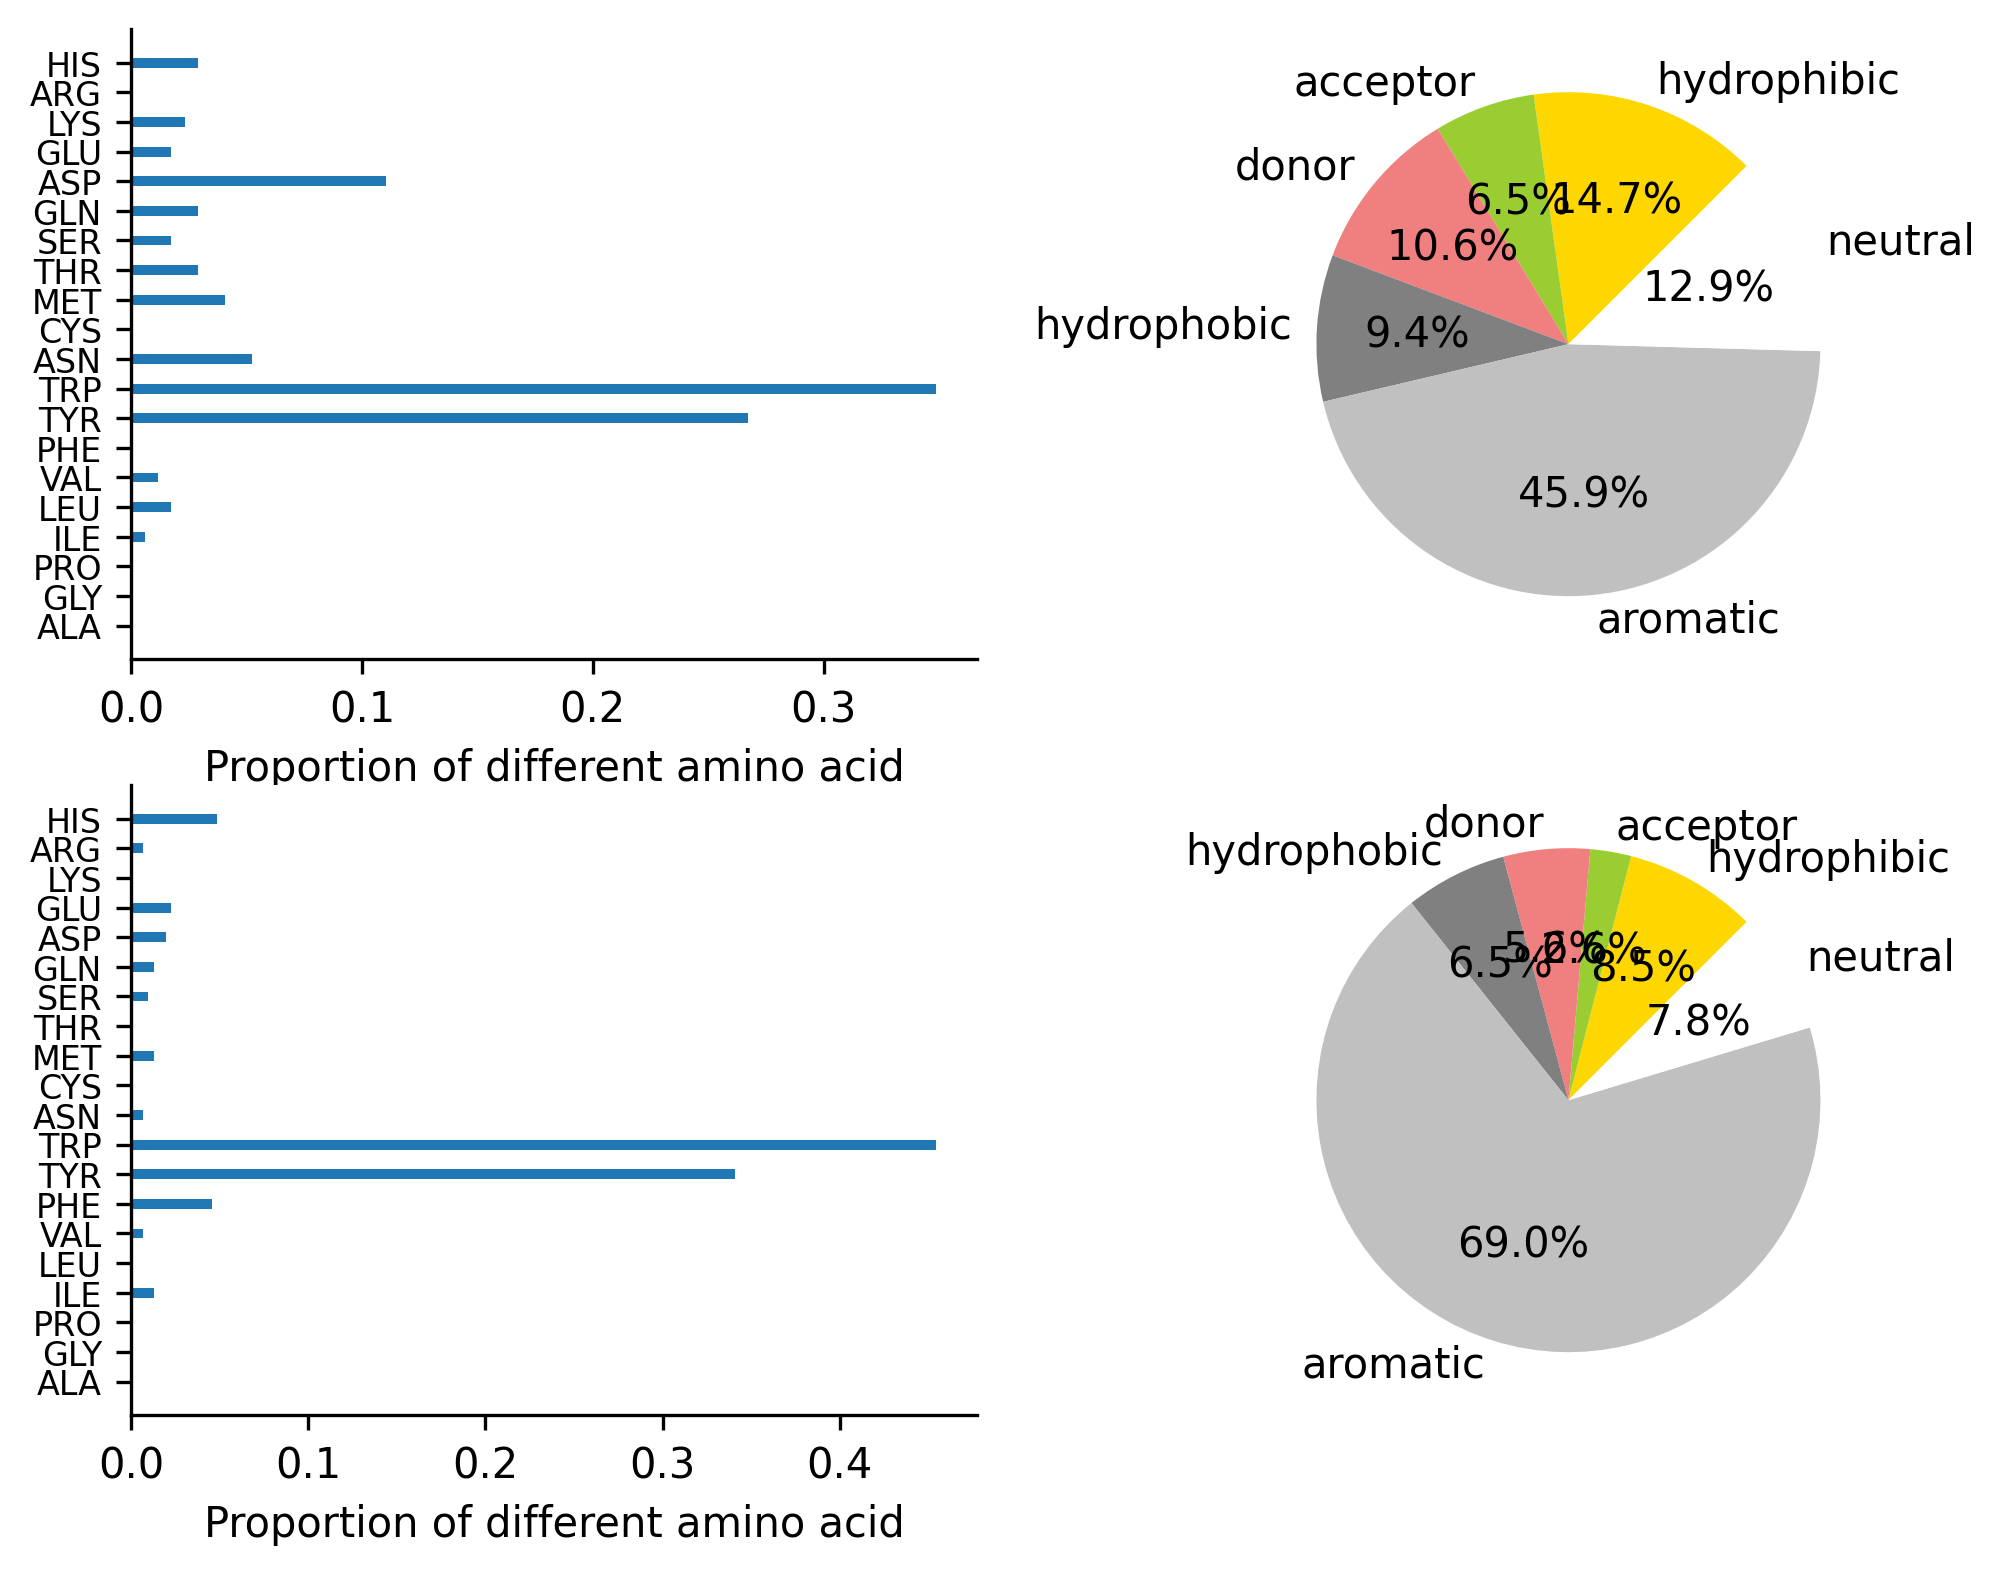 HIS
ARG
LYS
GLU
ASP
GLN
SER
THR
MET
CYS
ASN
TRP
TYR
PHE
VAL
LEU
ILE
PRO
GLY
ALA
0.0 0.1 0.2 0.3
Proportion of different amino acid
hydrophibic
acceptor
donor
neutral
hydrophobic
aromatic
6.5%
14.7%
10.6%
12.9%
9.4%
45.9%
HIS
ARG
LYS
GLU
ASP
GLN
SER
THR
MET
CYS
ASN
TRP
TYR
PHE
VAL
LEU
ILE
PRO
GLY
ALA
0.0 0.1 0.2 0.3 0.4
Proportion of different amino acid
donor
acceptor
hydrophobic
hydrophibic
neutral
aromatic
6.5%
2.6%
8.5%
7.8%
69.0%